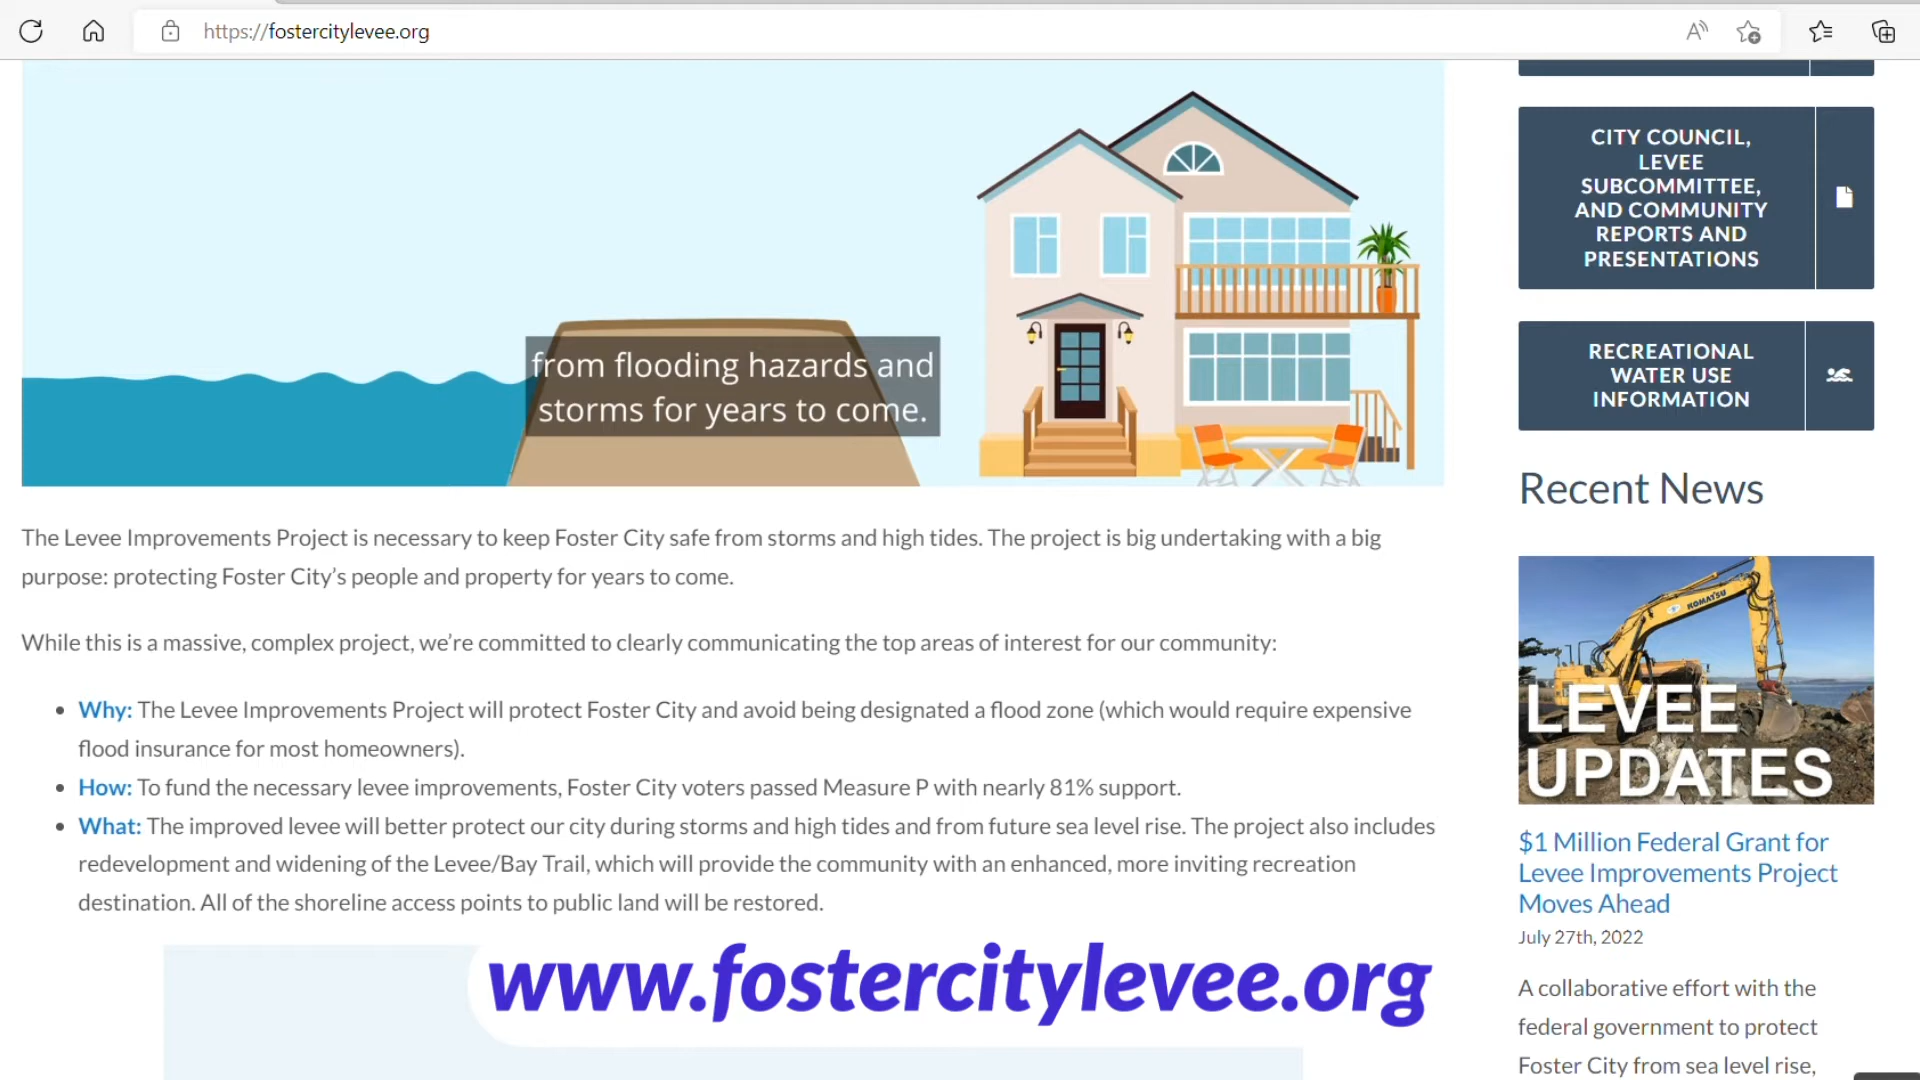 https://fostercitylevee.org
from flooding hazards and
storms for years to come.
The Levee Improvements Project is necessary to keep Foster City safe from storms and high tides. The project is big undertaking with a big
purpose: protecting Foster City’s people and property for years to come.
While this is a massive, complex project, we’re committed to clearly communicating the top areas of interest for our community:
Why: The Levee Improvements Project will protect Foster City and avoid being designated a flood zone (which would require expensive
flood insurance for most homeowners).
How: To fund the necessary levee improvements, Foster City voters passed Measure P with nearly 81% support.
What: The improved levee will better protect our city during storms and high tides and from future sea level rise. The project also includes
redevelopment and widening of the Levee/Bay Trail, which will provide the community with an enhanced, more inviting recreation
destination. All of the shoreline access points to public land will be restored.
www.fostercitylevee.org
CITY COUNCIL,
LEVEE
SUBCOMMITTEE,
AND COMMUNITY
REPORTS AND
PRESENTATIONS
RECREATIONAL
WATER USE
INFORMATION
Recent News
KOMATSU
LEVEE
UPDATES
$1 Million Federal Grant for
Levee Improvements Project
Moves Ahead
July 27th, 2022
A collaborative effort with the
federal government to protect
Foster City from sea level rise,